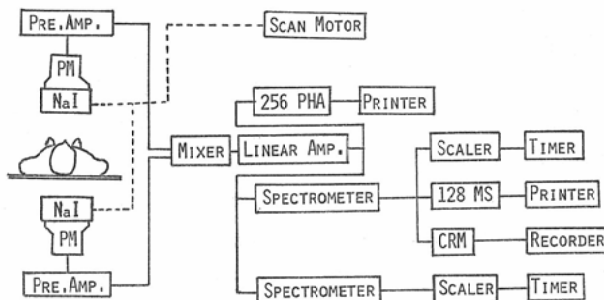 PRE.AMP.
SCAN MOTOR
PM
NaI
256 PHA
PRINTER
MIXER
LINEAR AMP.
SCALER
TIMER
SPECTROMETER
128 MS
PRINTER
CRM
RECORDER
NaI
PM
PRE.AMP.
SPECTROMETER
SCALER
TIMER